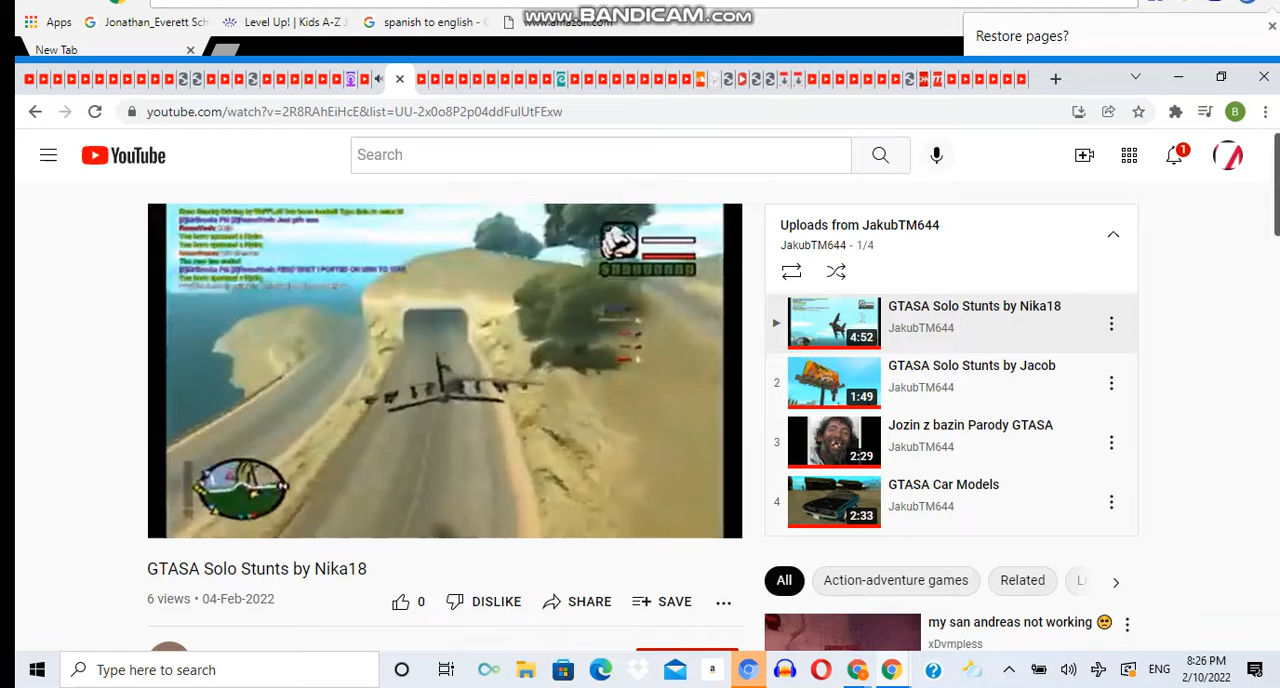 www.BANDICAM.com
Apps
Jonathan_Everett Sch
Level Up! | Kids A-Z
spanish to english - G
www.amazon.com
Restore pages?
New Tab
youtube.com/watch?v=2R8RAhEiHcE&list=UU-2x0o8P2p04ddFulUtFExw
B
YouTube
Search
1
Uploads from JakubTM644
JakubTM644 - 1/4
GTASA Solo Stunts by Nika18
JakubTM644
4:52
2
GTASA Solo Stunts by Jacob
JakubTM644
1:49
3
Jozin z bazin Parody GTASA
JakubTM644
2:29
4
GTASA Car Models
JakubTM644
2:33
GTASA Solo Stunts by Nika18
6 views • 04-Feb-2022
0
DISLIKE
SHARE
SAVE
All
Action-adventure games
Related
my san andreas not working
xDvmpless
Type here to search
a
ENG
8:26 PM
2/10/2022